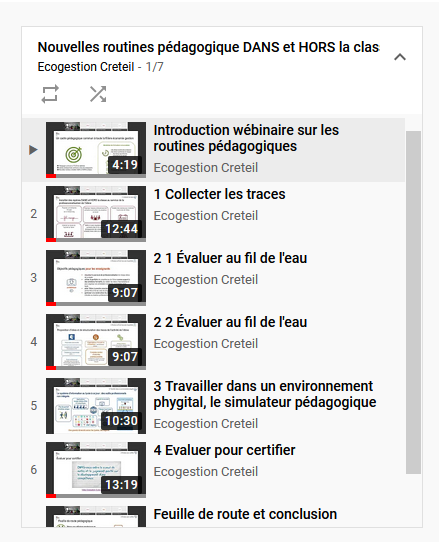 Nouvelles routines pédagogique DANS et HORS la clas
Ecogestion Creteil - 1/7
4:19
Introduction wébinaire sur les
routines pédagogiques
Ecogestion Creteil
2
12:44
1 Collecter les traces
Ecogestion Creteil
3
9:07
2 1 Évaluer au fil de l'eau
Ecogestion Creteil
4
9:07
2 2 Évaluer au fil de l'eau
Ecogestion Creteil
5
10:30
3 Travailler dans un environnement
phygital, le simulateur pédagogique
Ecogestion Creteil
6
13:19
4 Evaluer pour certifier
Ecogestion Creteil
Feuille de route et conclusion